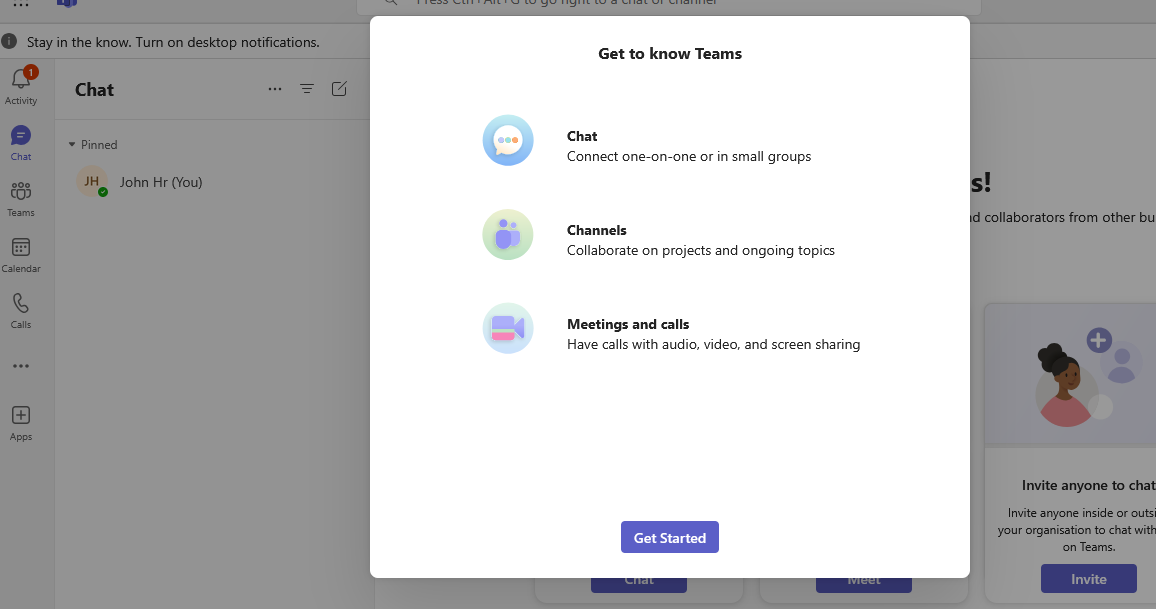 Press Ctrl+Alt+G to go right to a chat or channel
Stay in the know. Turn on desktop notifications.
1
Activity
Chat
Teams
Calendar
Calls
Apps
Chat
Pinned
JH
John Hr (You)
Get to know Teams
Chat
Connect one-on-one or in small groups
Channels
Collaborate on projects and ongoing topics
Meetings and calls
Have calls with audio, video, and screen sharing
Get Started
s!
d collaborators from other bu
Chat
Meet
Invite anyone to chat
Invite anyone inside or outsi
your organisation to chat with
on Teams.
Invite